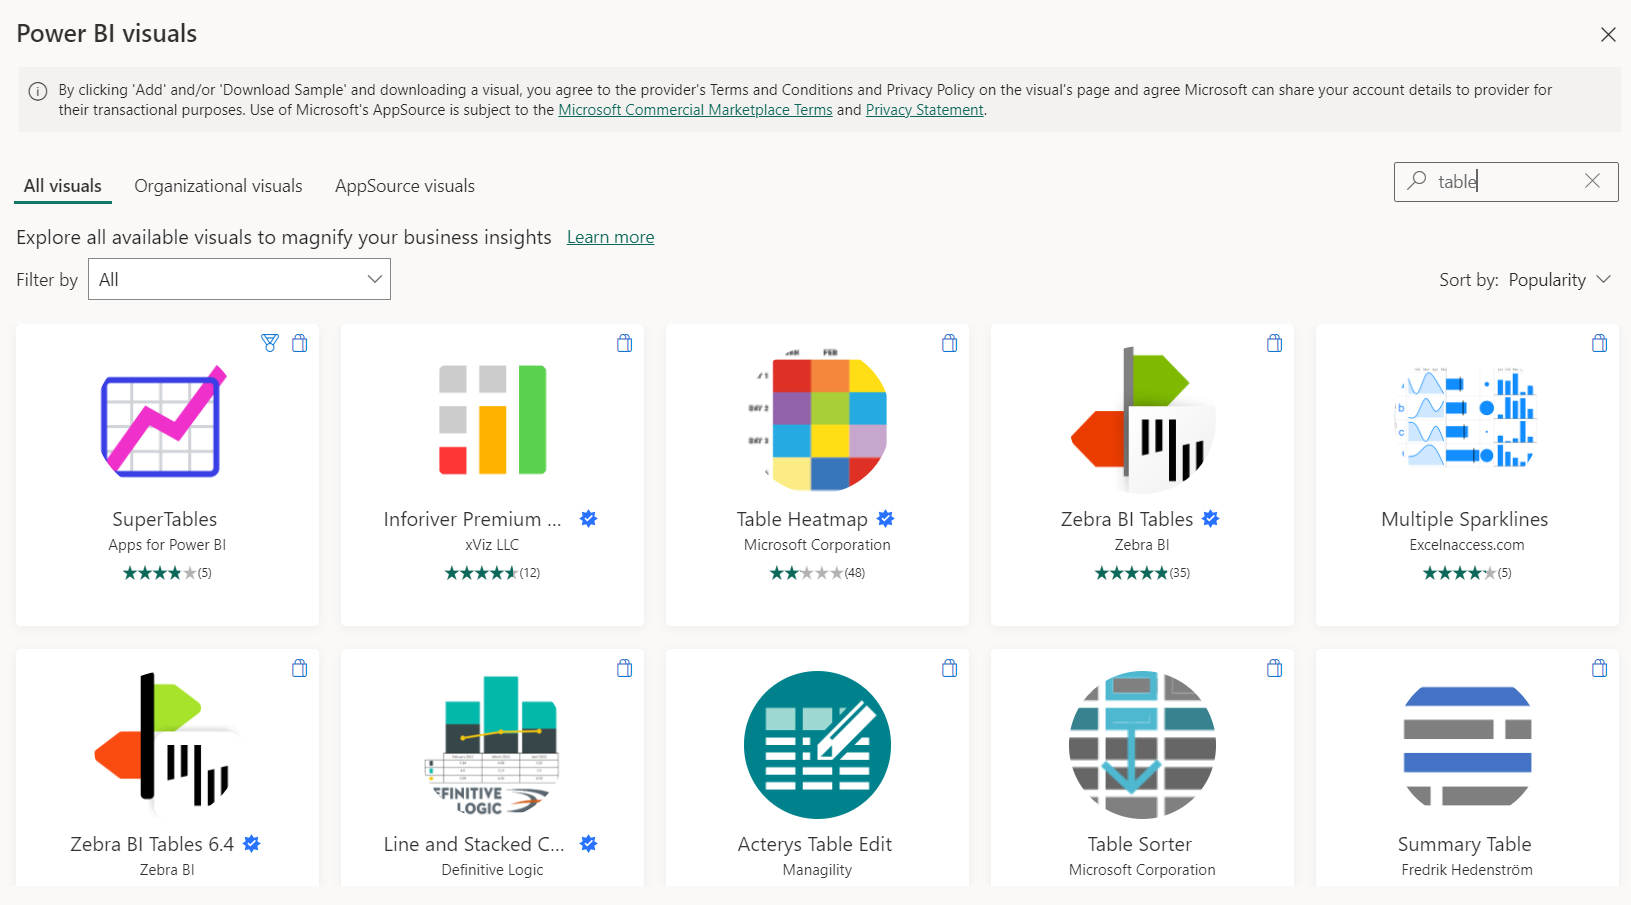 Power BI visuals
By clicking 'Add' and/or 'Download Sample' and downloading a visual, you agree to the provider's Terms and Conditions and Privacy Policy on the visual's page and agree Microsoft can share your account details to provider for
their transactional purposes. Use of Microsoft's AppSource is subject to the Microsoft Commercial Marketplace Terms and Privacy Statement.
All visuals Organizational visuals AppSource visuals
table
Explore all available visuals to magnify your business insights Learn more
Filter by All
Sort by: Popularity
FEB
DAY 2
DAY 3
SuperTables
Apps for Power BI
(5)
Inforiver Premium ...
xViz LLC
(12)
Table Heatmap
Microsoft Corporation
(48)
Zebra BI Tables
Zebra BI
(35)
Multiple Sparklines
Excelnaccess.com
(5)
Zebra BI Tables 6.4
Zebra BI
EFINITIVE
LOGIC
Line and Stacked C...
Definitive Logic
Acterys Table Edit
Managility
Table Sorter
Microsoft Corporation
Summary Table
Fredrik Hedenström